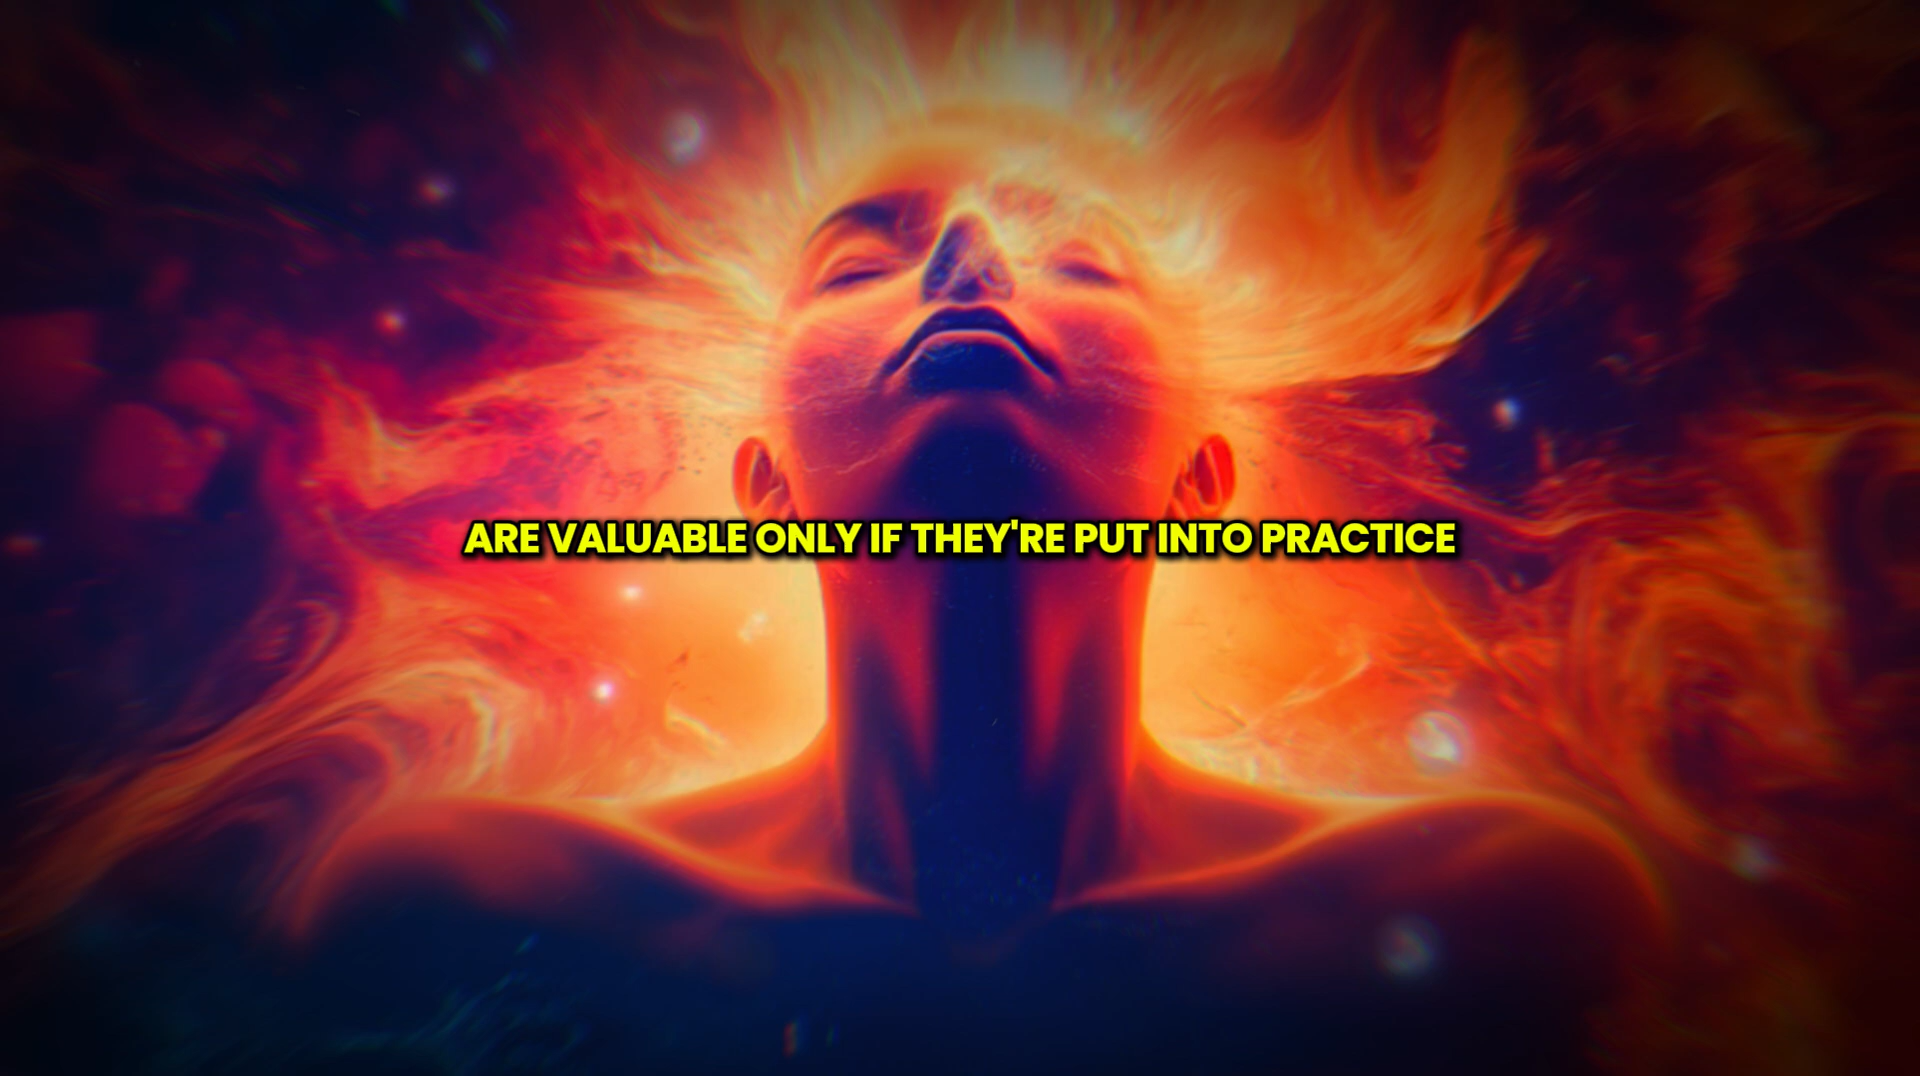 ARE VALUABLE ONLY IF THEY'RE PUT INTO PRACTICE